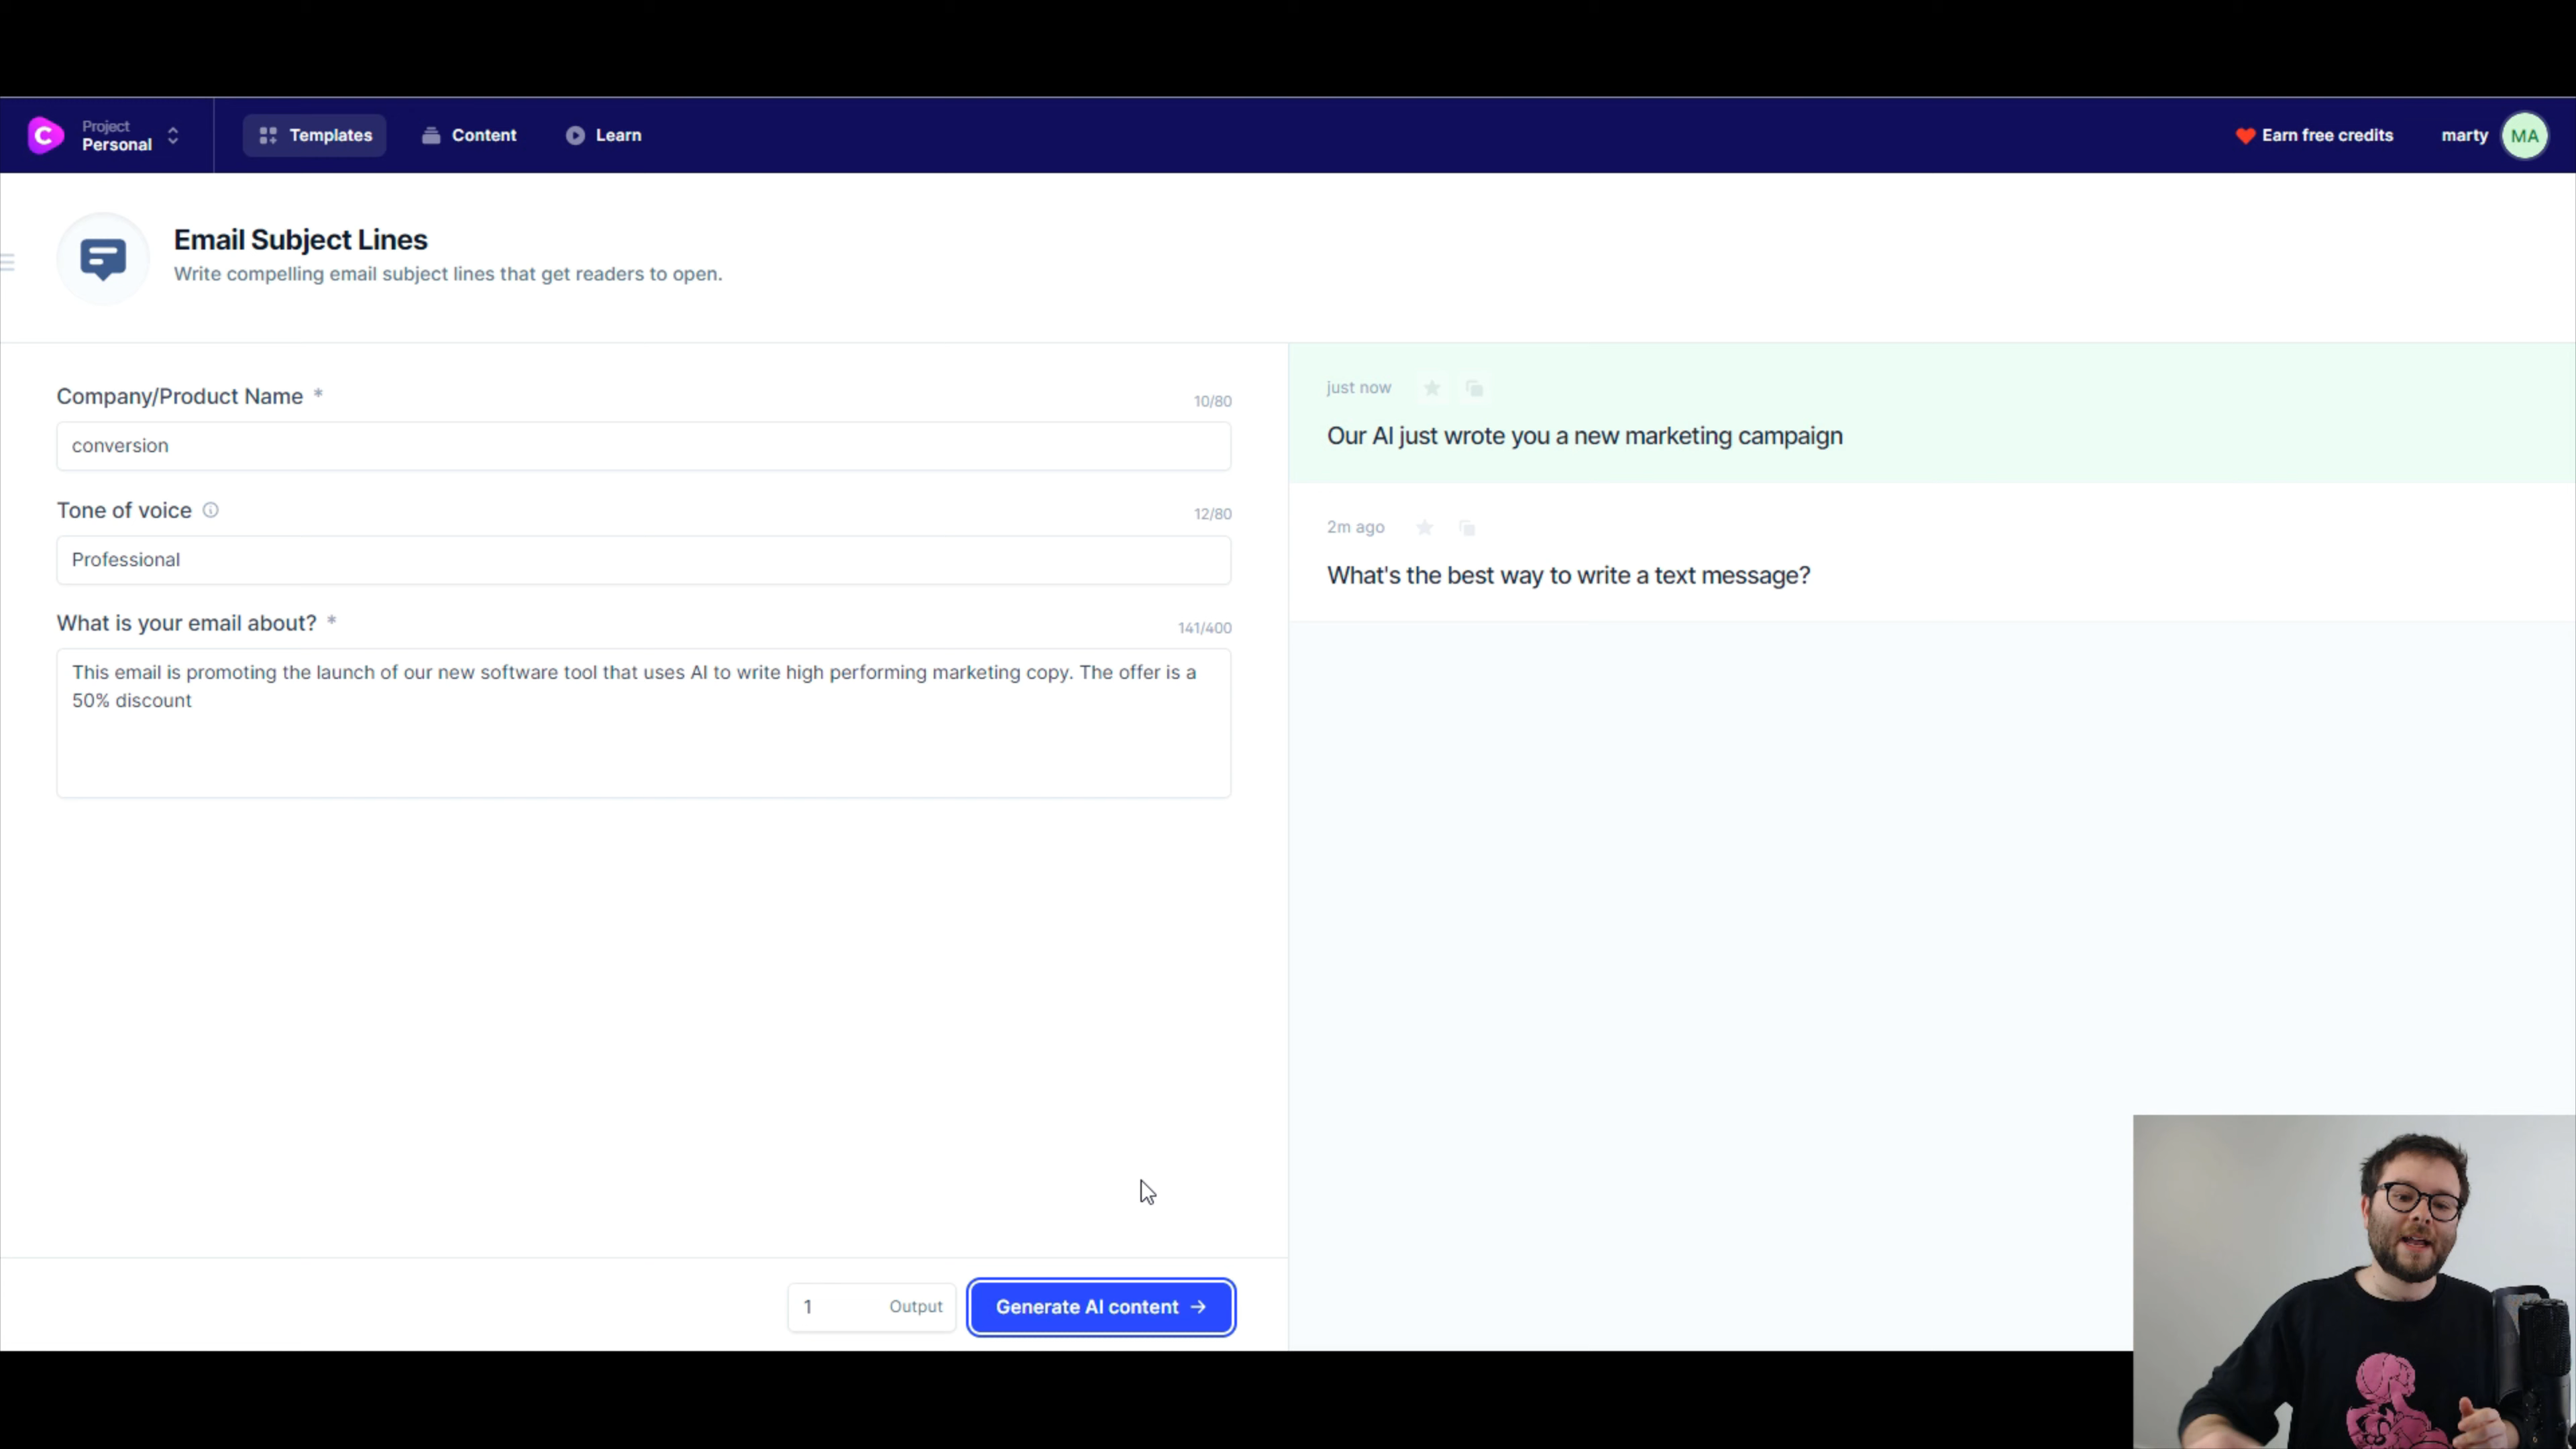 C
Project
Personal
Templates
Content
Learn
Earn free credits
marty
MA
Email Subject Lines
Write compelling email subject lines that get readers to open.
Company/Product Name *
10/80
conversion
Tone of voice
12/80
Professional
What is your email about? *
141/400
This email is promoting the launch of our new software tool that uses AI to write high performing marketing copy. The offer is a
50% discount
1
Output
Generate AI content →
just now
Our AI just wrote you a new marketing campaign
2m ago
What's the best way to write a text message?